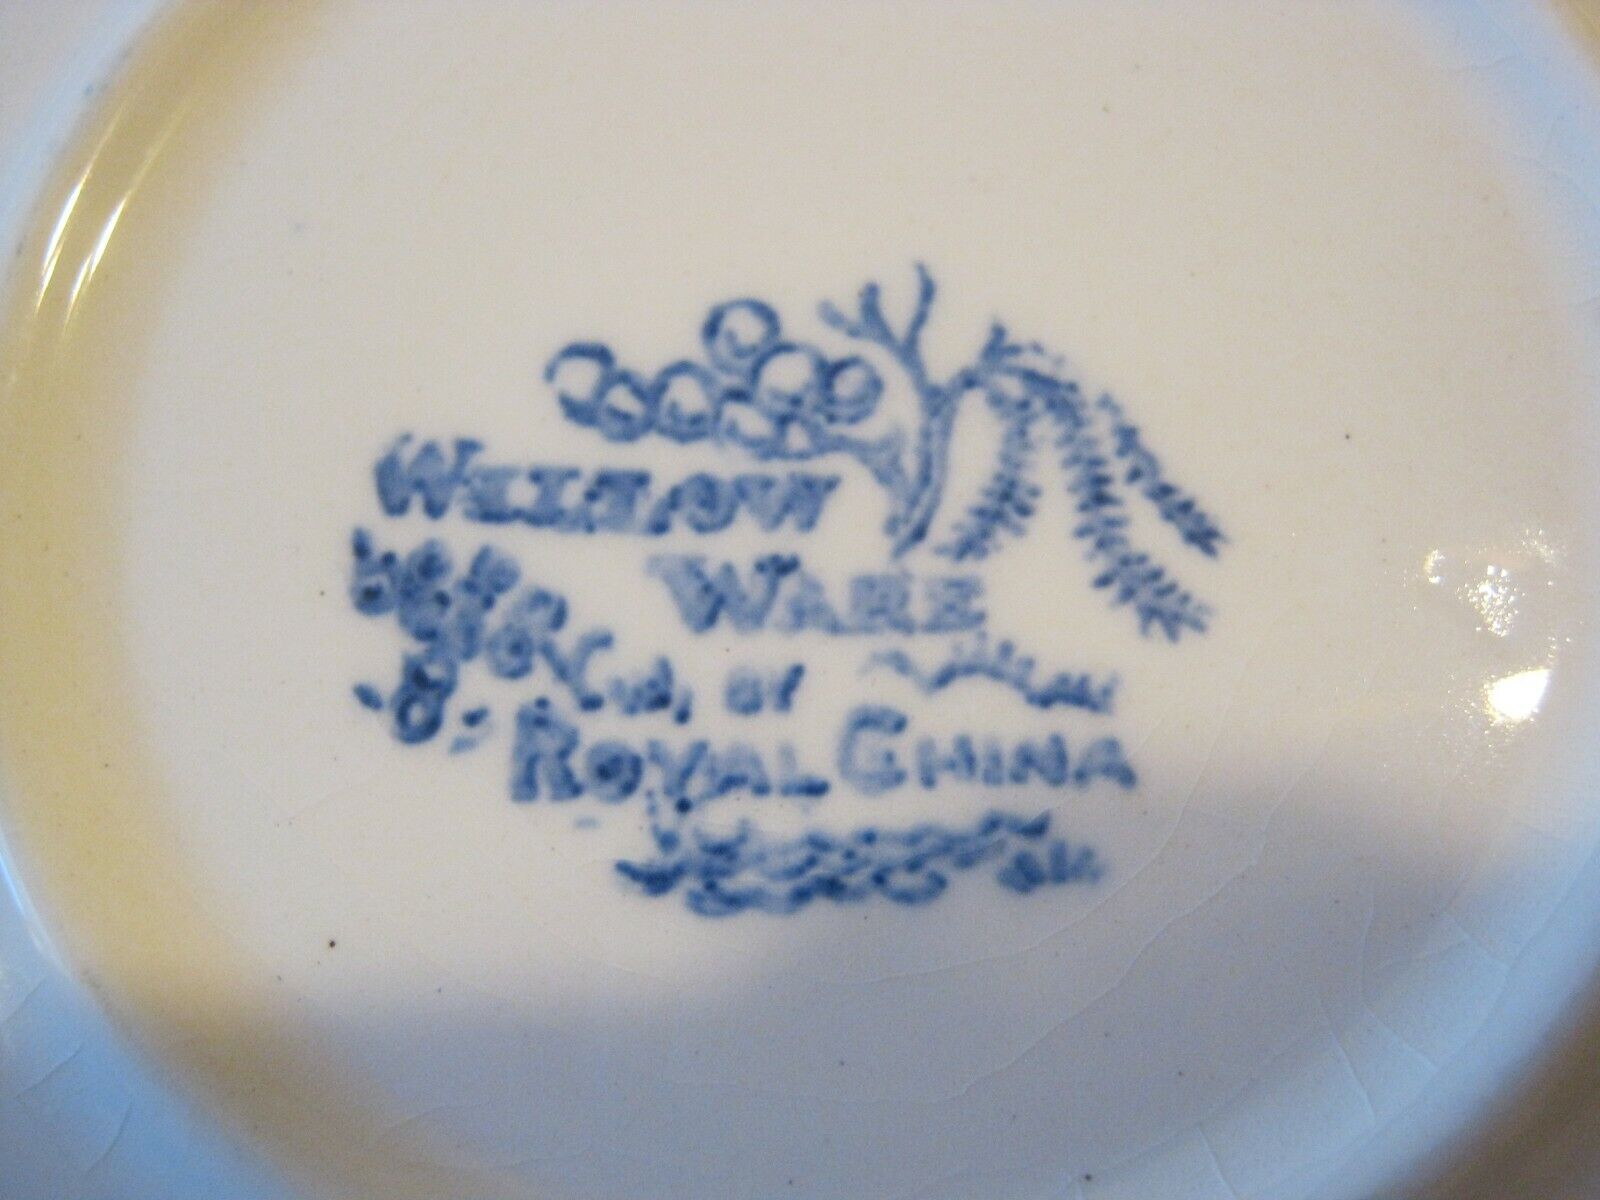 Willow
Ware
by
Royal China